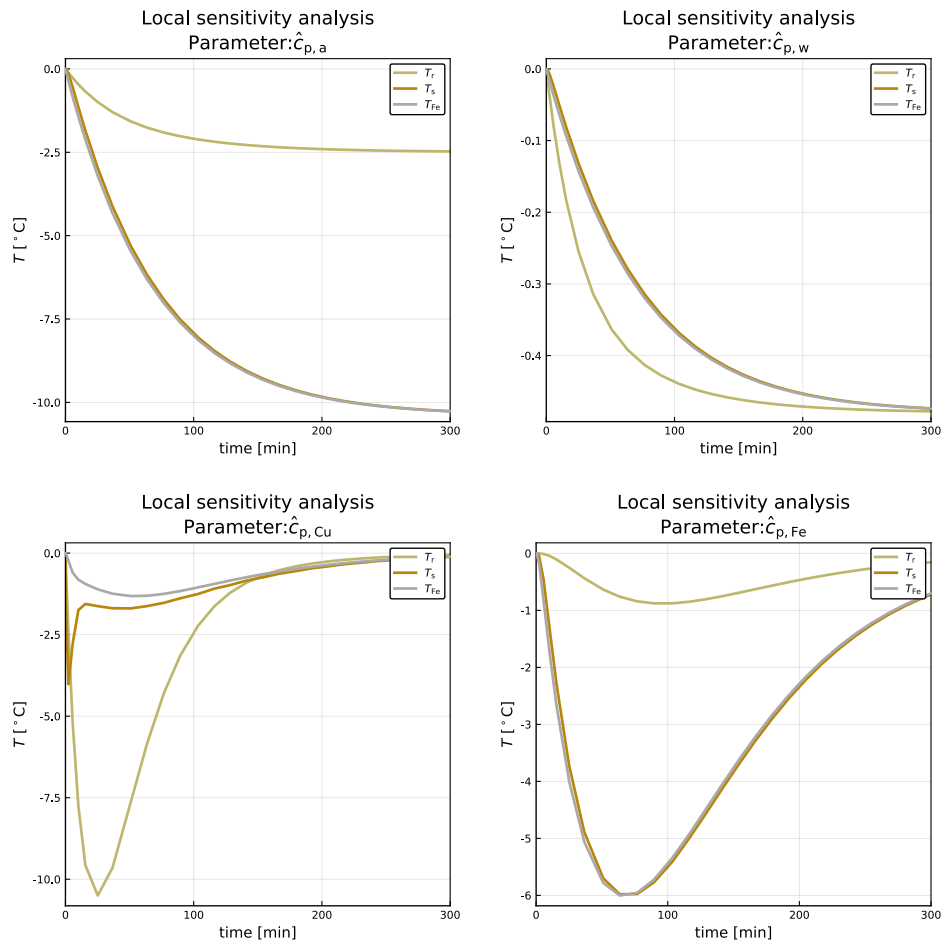 Local sensitivity analysis
Parameter:ĉp, a
0.0
-2.5
-5.0
-7.5
-10.0
T [°C]
0
100
200
300
time [min]
Tr
Ts
TFe
Local sensitivity analysis
Parameter:ĉp, w
0.0
-0.1
-0.2
-0.3
-0.4
T [°C]
0
100
200
300
time [min]
Tr
Ts
TFe
Local sensitivity analysis
Parameter:ĉp, Cu
0.0
-2.5
-5.0
-7.5
-10.0
T [°C]
0
100
200
300
time [min]
Tr
Ts
TFe
Local sensitivity analysis
Parameter:ĉp, Fe
0
-1
-2
-3
-4
-5
-6
T [°C]
0
100
200
300
time [min]
Tr
Ts
TFe